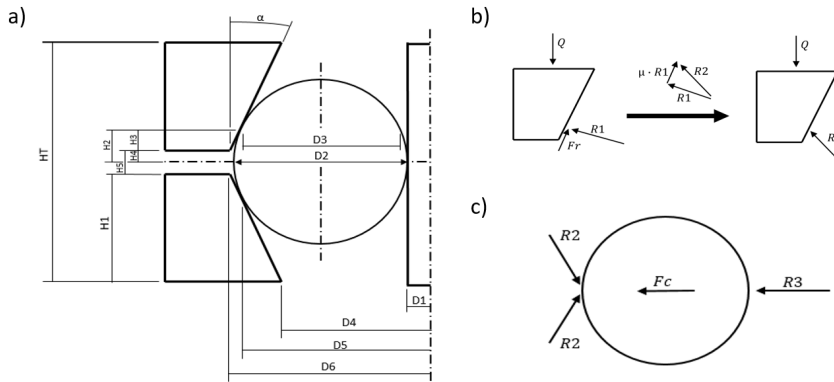 a)
α
HT
H2
H3
H4
H5
H1
D3
D2
D1
D4
D5
D6
b)
Q
Fr
R1
μ · R1
R2
R1
Q
c)
R2
Fc
R3
R2